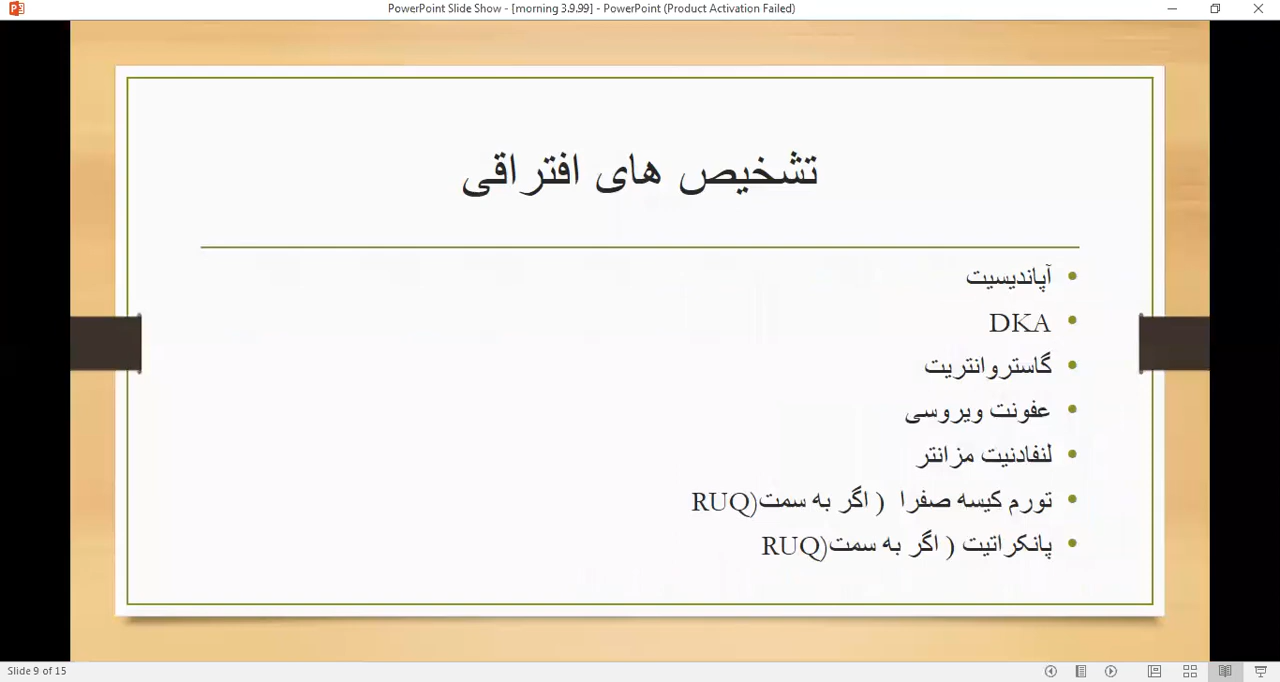 PowerPoint Slide Show - [morning 3.9.99] - PowerPoint (Product Activation Failed)
تشخیص های افتراقی
• آپاندیسیت
• DKA
• گاستروانتریت
• عفونت ویروسی
• لنفادنیت مزانتر
• تورم کیسه صفرا ( اگر به سمت RUQ)
• پانکراتیت ( اگر به سمت RUQ)
Slide 9 of 15